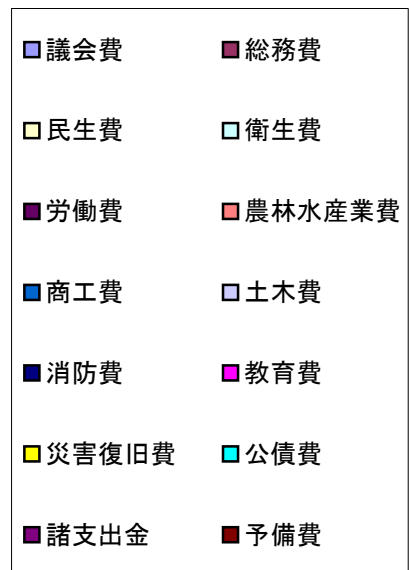 議会費 総務費
民生費 衛生費
労働費 農林水産業費
商工費 土木費
消防費 教育費
災害復旧費 公債費
諸支出金 予備費